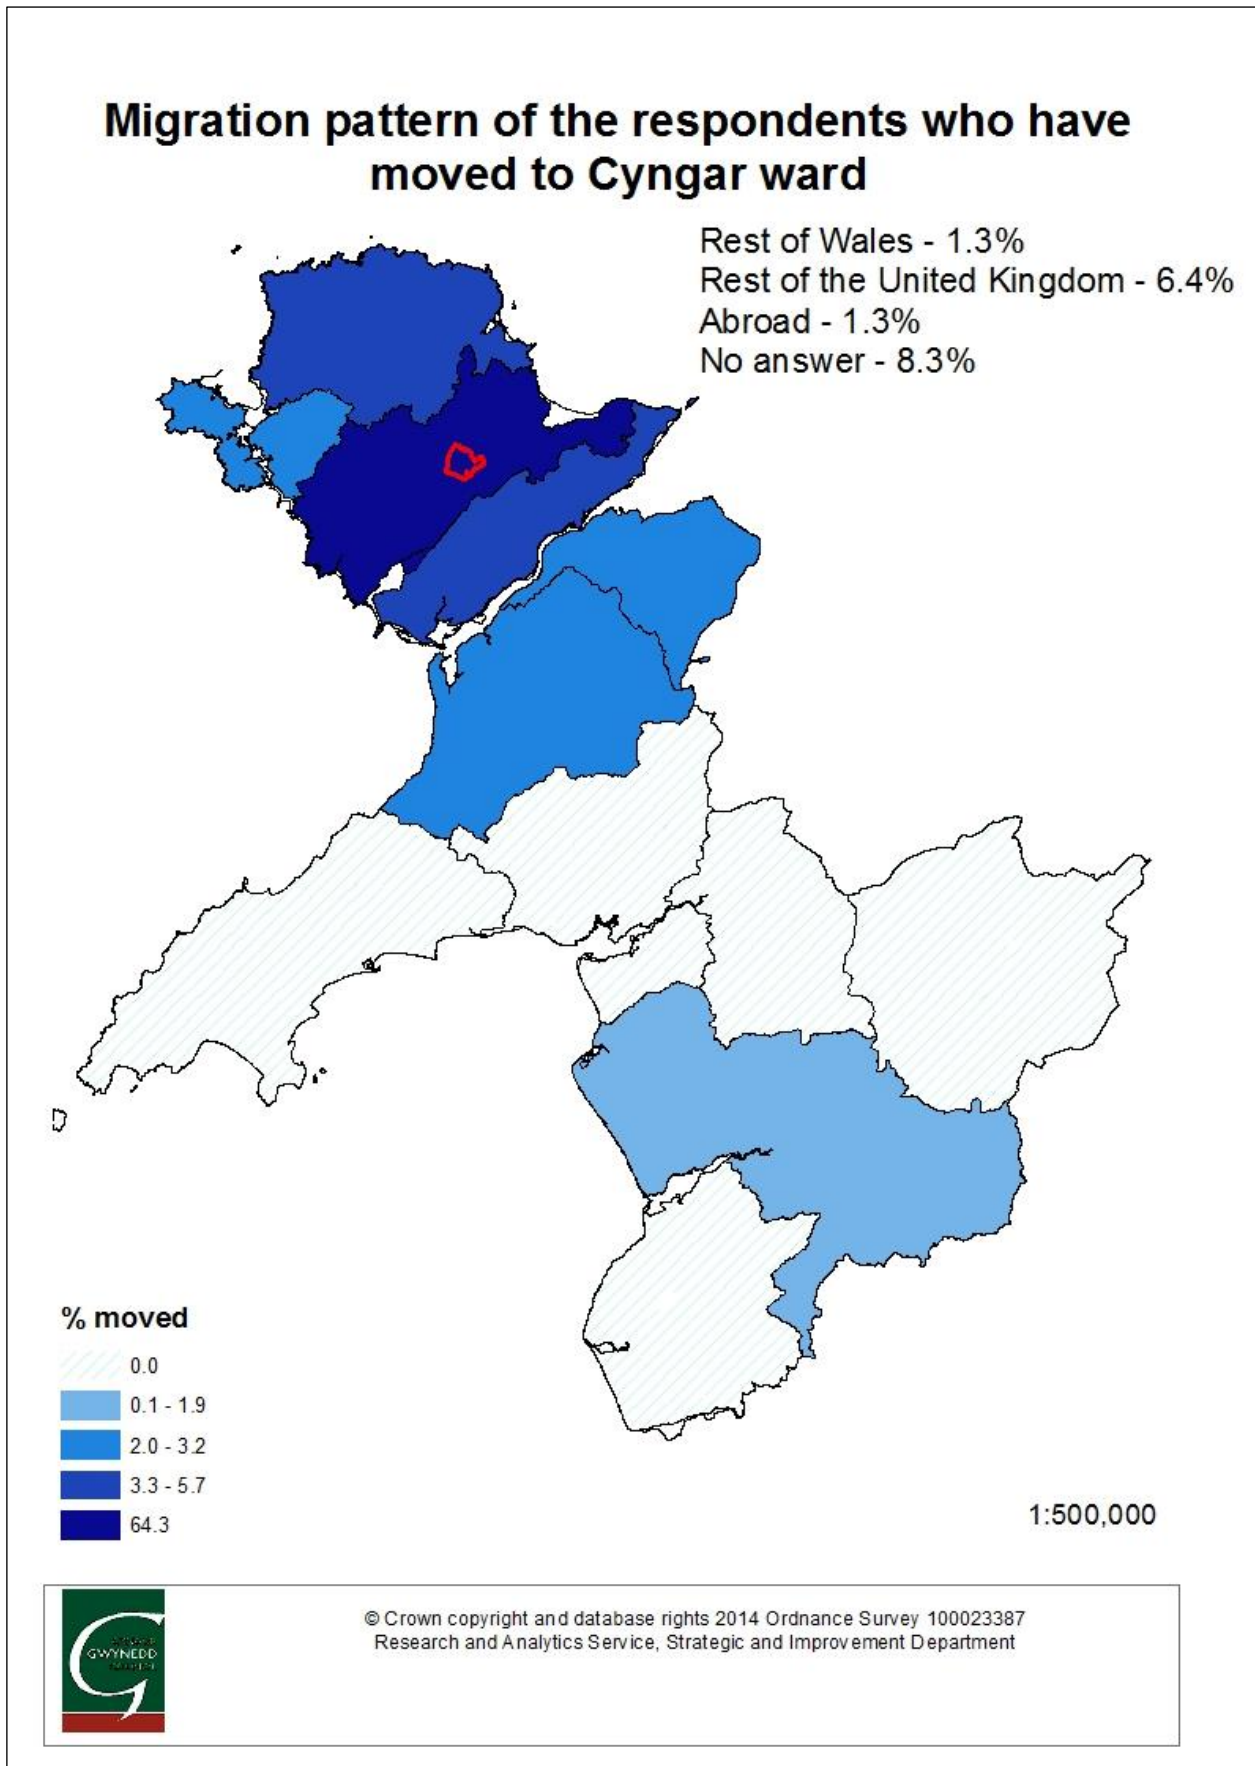 Migration pattern of the respondents who have
moved to Cyngar ward
Rest of Wales - 1.3%
Rest of the United Kingdom - 6.4%
Abroad - 1.3%
No answer - 8.3%
% moved
0.0
0.1 - 1.9
2.0 - 3.2
3.3 - 5.7
64.3
1:500,000
GWYNEDD
© Crown copyright and database rights 2014 Ordnance Survey 100023387
Research and Analytics Service, Strategic and Improvement Department